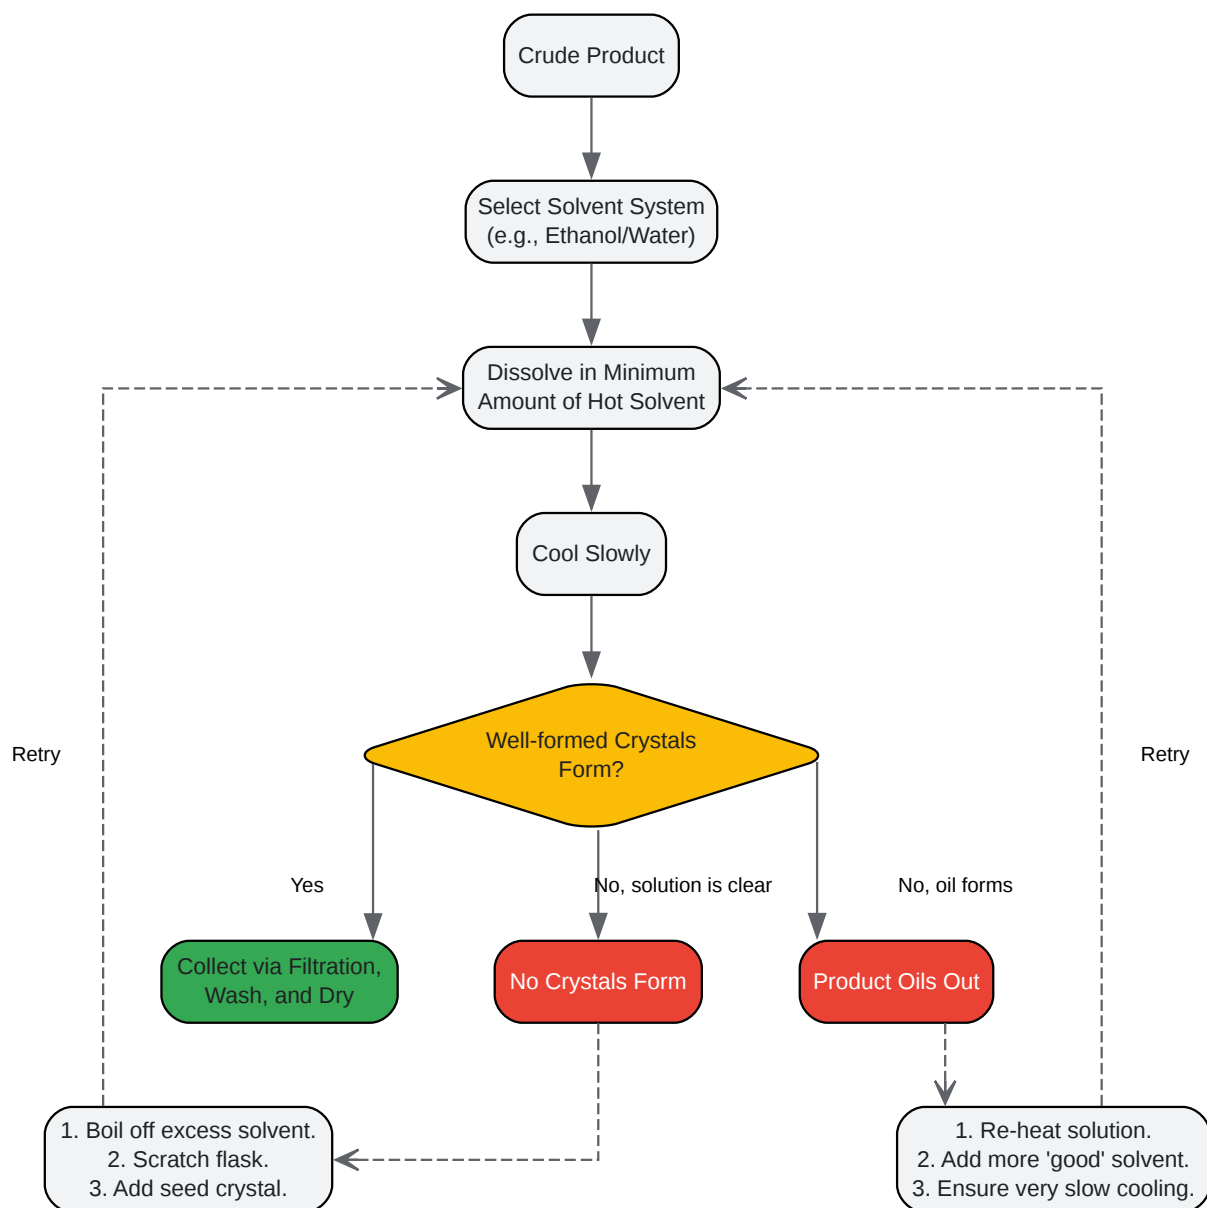 Crude Product
Select Solvent System
(e.g., Ethanol/Water)
Dissolve in Minimum
Amount of Hot Solvent
Cool Slowly
Well-formed Crystals
Form?
Retry
Retry
Yes
No, solution is clear
No, oil forms
Collect via Filtration,
Wash, and Dry
No Crystals Form
Product Oils Out
1. Boil off excess solvent.
2. Scratch flask.
3. Add seed crystal.
1. Re-heat solution.
2. Add more 'good' solvent.
3. Ensure very slow cooling.